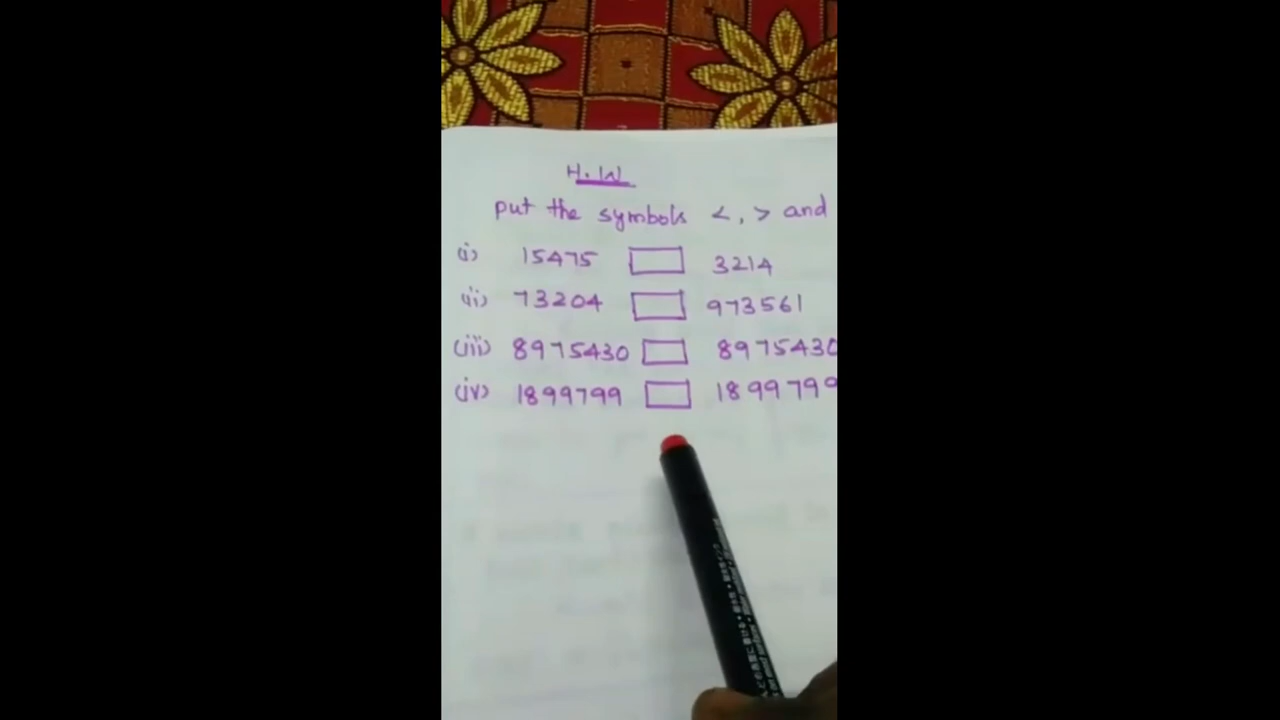 H.W
put the symbols <, > and
(i) 15475 3214
(ii) 73204 973561
(iii) 8975430 8975430
(iv) 1899799 1899799